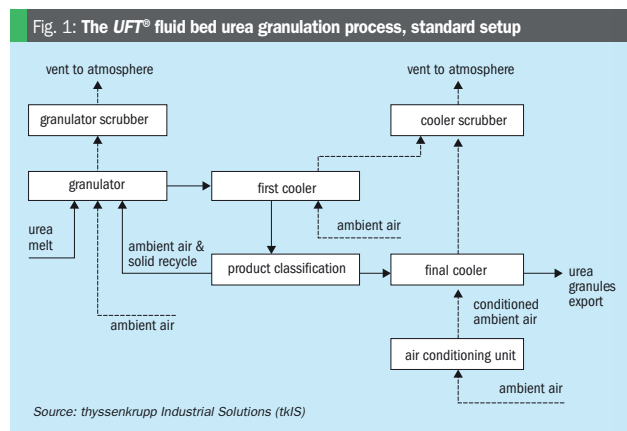 Fig. 1: The UFT® fluid bed urea granulation process, standard setup
vent to atmosphere
vent to atmosphere
granulator scrubber
cooler scrubber
granulator
first cooler
urea
melt
ambient air &
solid recycle
ambient air
product classification
final cooler
urea
granules
export
ambient air
conditioned
ambient air
air conditioning unit
ambient air
Source: thyssenkrupp Industrial Solutions (tkIS)